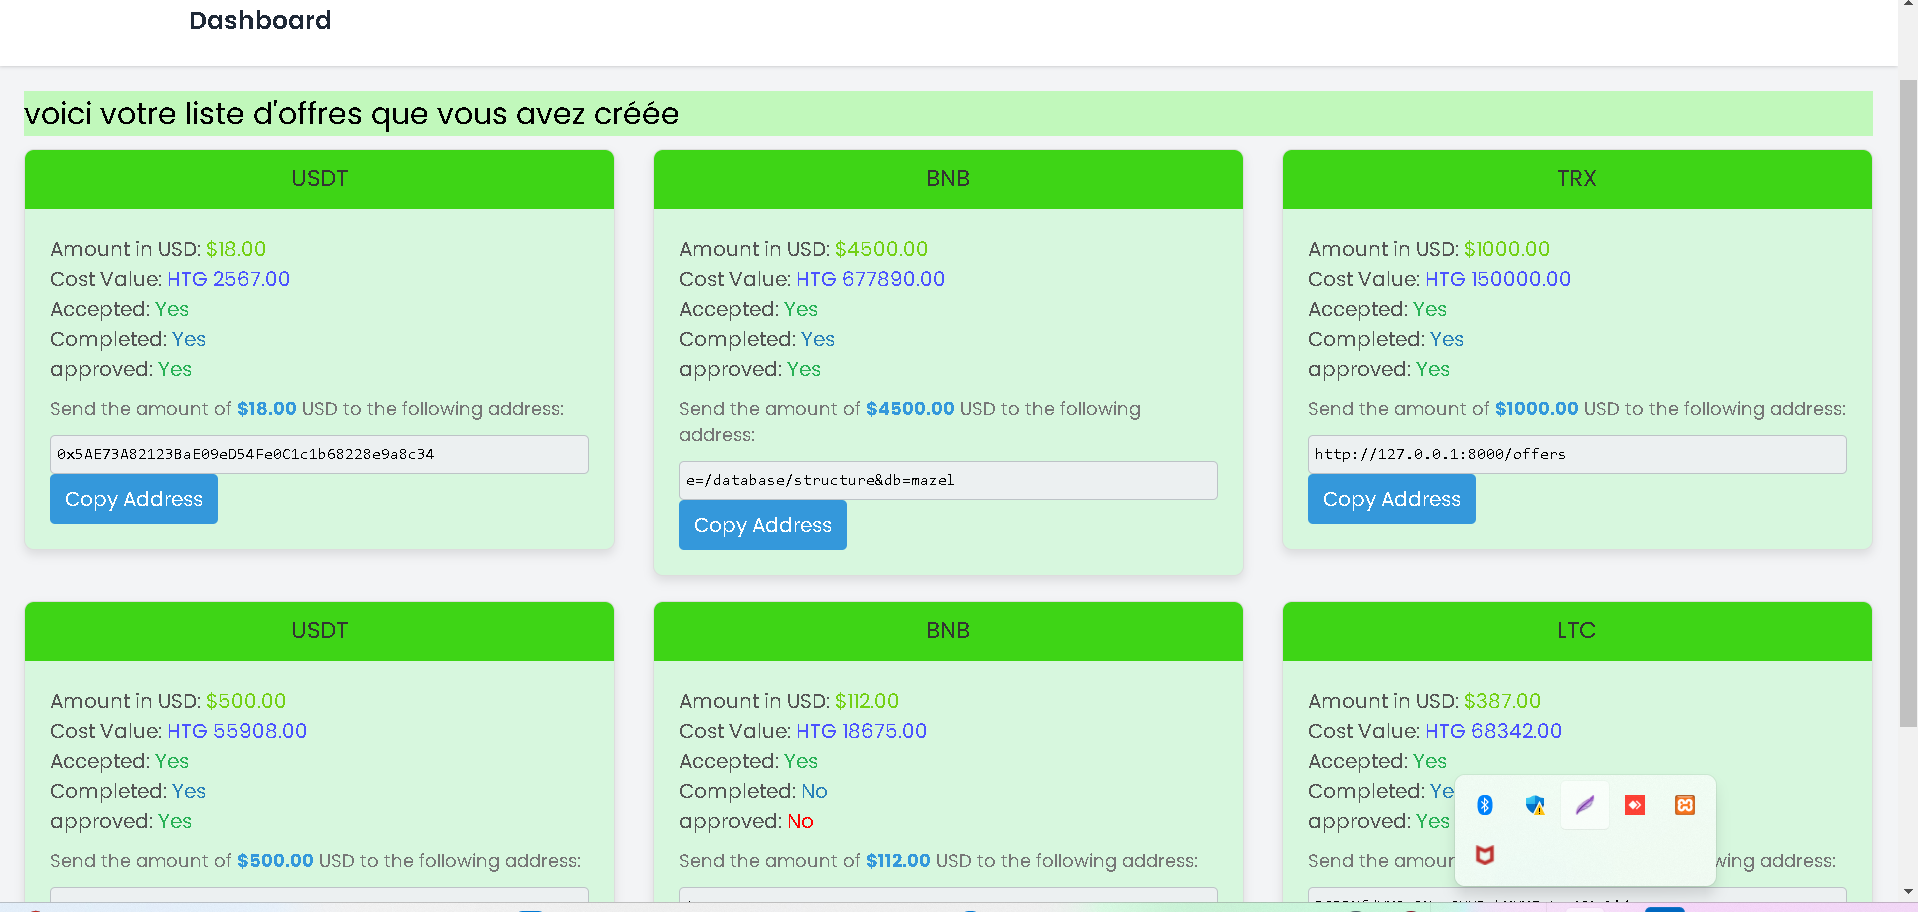 Dashboard
voici votre liste d'offres que vous avez créée
USDT
Amount in USD: $18.00
Cost Value: HTG 2567.00
Accepted: Yes
Completed: Yes
approved: Yes
Send the amount of $18.00 USD to the following address:
0x5AE73A82123BaE09eD54Fe0C1c1b68228e9a8c34
Copy Address
BNB
Amount in USD: $4500.00
Cost Value: HTG 677890.00
Accepted: Yes
Completed: Yes
approved: Yes
Send the amount of $4500.00 USD to the following
address:
e=/database/structure&db=mazel
Copy Address
TRX
Amount in USD: $1000.00
Cost Value: HTG 150000.00
Accepted: Yes
Completed: Yes
approved: Yes
Send the amount of $1000.00 USD to the following address:
http://127.0.0.1:8000/offers
Copy Address
USDT
Amount in USD: $500.00
Cost Value: HTG 55908.00
Accepted: Yes
Completed: Yes
approved: Yes
Send the amount of $500.00 USD to the following address:
BNB
Amount in USD: $112.00
Cost Value: HTG 18675.00
Accepted: Yes
Completed: No
approved: No
Send the amount of $112.00 USD to the following address:
LTC
Amount in USD: $387.00
Cost Value: HTG 68342.00
Accepted: Yes
Completed: Ye
approved: Yes
Send the address: